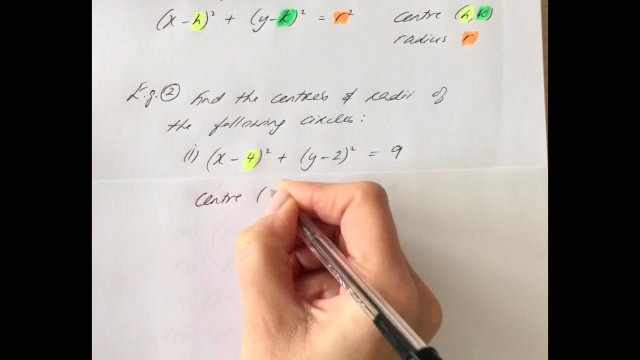 (x-h)² + (y-k)² = r² centre (h, k)
radius r
E.g. ② Find the centres & radii of
the following circles:
(i) (x - 4)² + (y - 2)² = 9
centre (